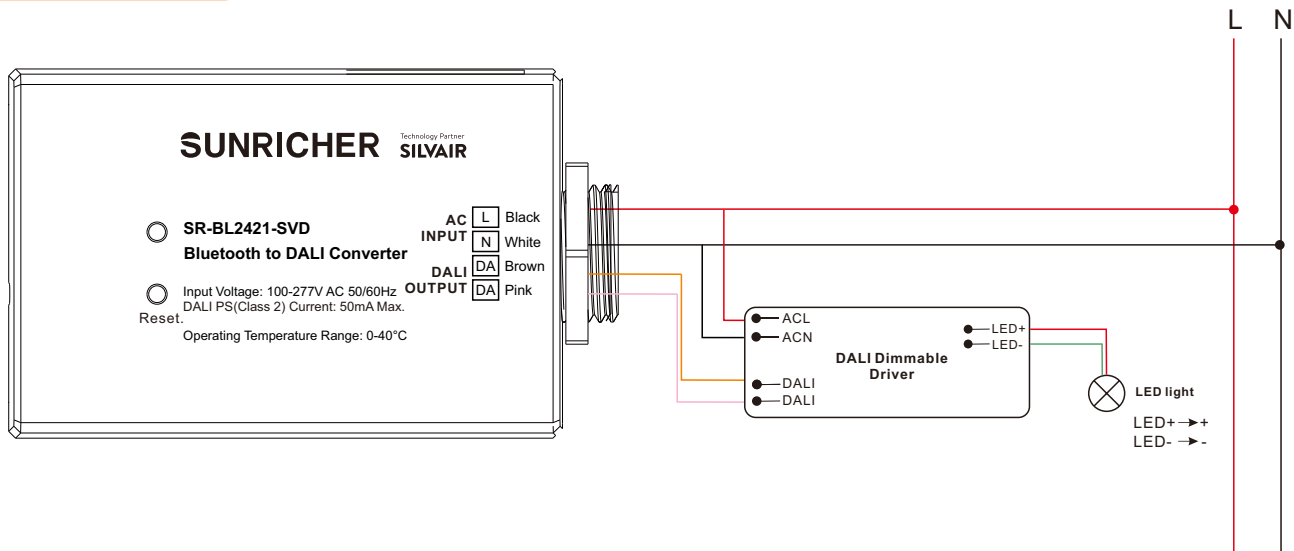 L N
SUNRICHER
Technology Partner
SILVAIR
SR-BL2421-SVD
Bluetooth to DALI Converter
Input Voltage: 100-277V AC 50/60Hz
DALI PS(Class 2) Current: 50mA Max.
Reset.
Operating Temperature Range: 0-40°C
AC INPUT
L Black
N White
DALI OUTPUT
DA Brown
DA Pink
ACL
ACN
DALI
DALI
DALI Dimmable
Driver
LED+
LED-
LED light
LED+ → +
LED- → -